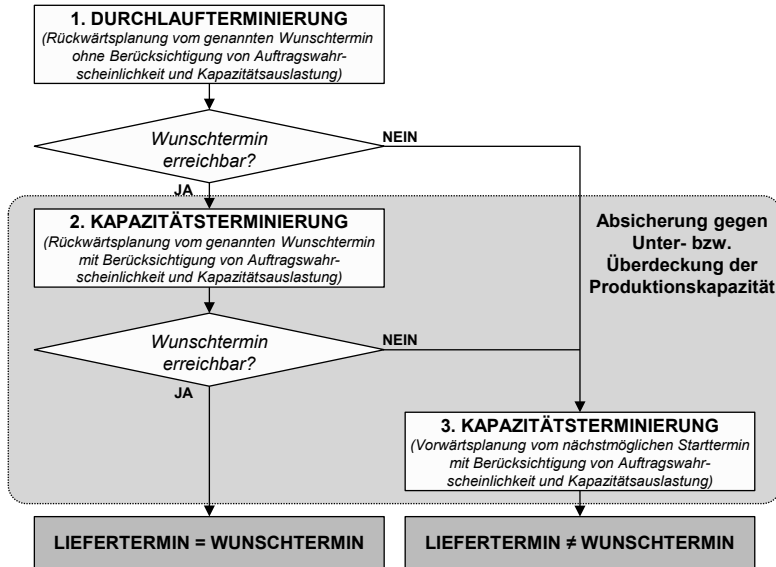 1. DURCHLAUFTERMINIERUNG
(Rückwärtsplanung vom genannten Wunschtermin
ohne Berücksichtigung von Auftragswahr-
scheinlichkeit und Kapazitätsauslastung)
Wunschtermin
erreichbar?
NEIN
JA
2. KAPAZITÄTSTERMINIERUNG
(Rückwärtsplanung vom genannten Wunschtermin
mit Berücksichtigung von Auftragswahr-
scheinlichkeit und Kapazitätsauslastung)
Absicherung gegen
Unter- bzw.
Überdeckung der
Produktionskapazität
Wunschtermin
erreichbar?
NEIN
JA
3. KAPAZITÄTSTERMINIERUNG
(Vorwärtsplanung vom nächstmöglichen Starttermin
mit Berücksichtigung von Auftragswahr-
scheinlichkeit und Kapazitätsauslastung)
LIEFERTERMIN = WUNSCHTERMIN
LIEFERTERMIN ≠ WUNSCHTERMIN